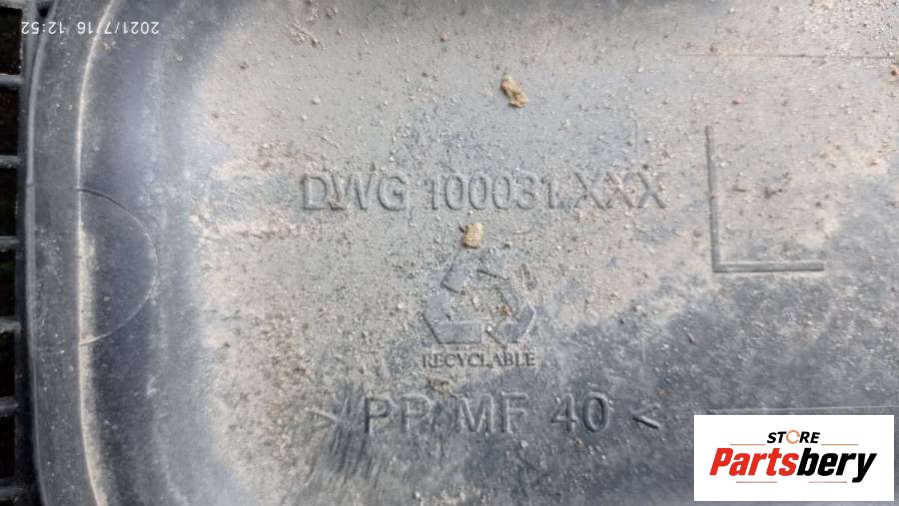 2021/7/16 12:52
DWG 100031.XXX
RECYCLABLE
> PP MF 40 <
STORE
Partsbery